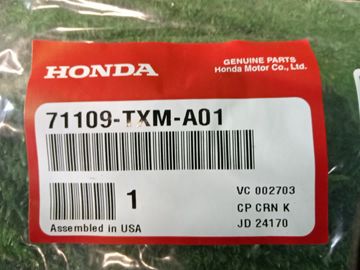 HONDA
GENUINE PARTS
Honda Motor Co., Ltd.
71109-TXM-A01
1
VC 002703
CP CRN K
Assembled in USA
JD 24170